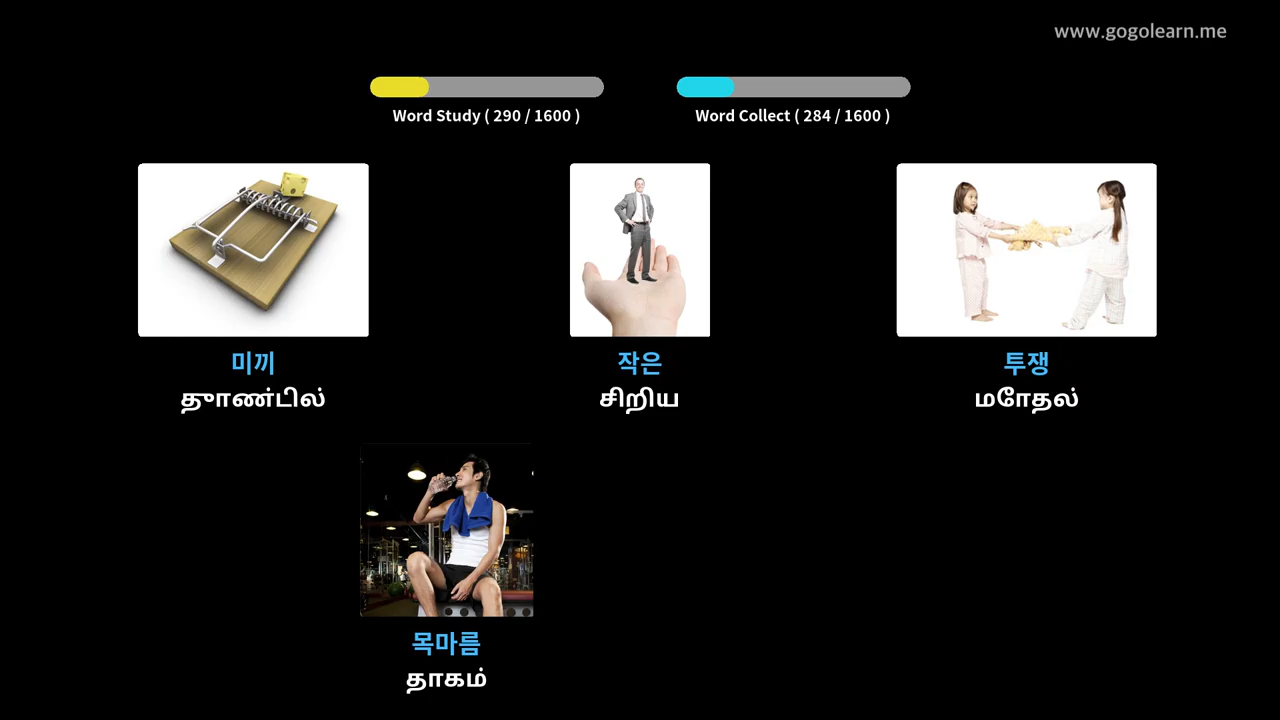 www.gogolearn.me
Word Study ( 290 / 1600 )
Word Collect ( 284 / 1600 )
미끼
작은
투쟁
துாண்டில்
சிறிய
மாேதல்
목마름
தாகம்